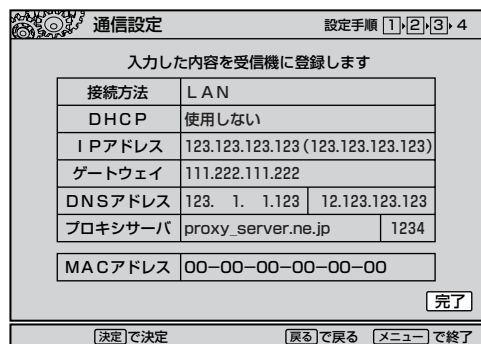 通信設定 設定手順 1 2 3 4
入力した内容を受信機に登録します
接続方法 LAN
DHCP 使用しない
IPアドレス 123.123.123.123(123.123.123.123)
ゲートウェイ 111.222.111.222
DNSアドレス 123. 1. 1.123 12.123.123.123
プロキシサーバ proxy_server.ne.jp 1234
MACアドレス 00-00-00-00-00-00
完了
決定で決定 戻るで戻る メニューで終了